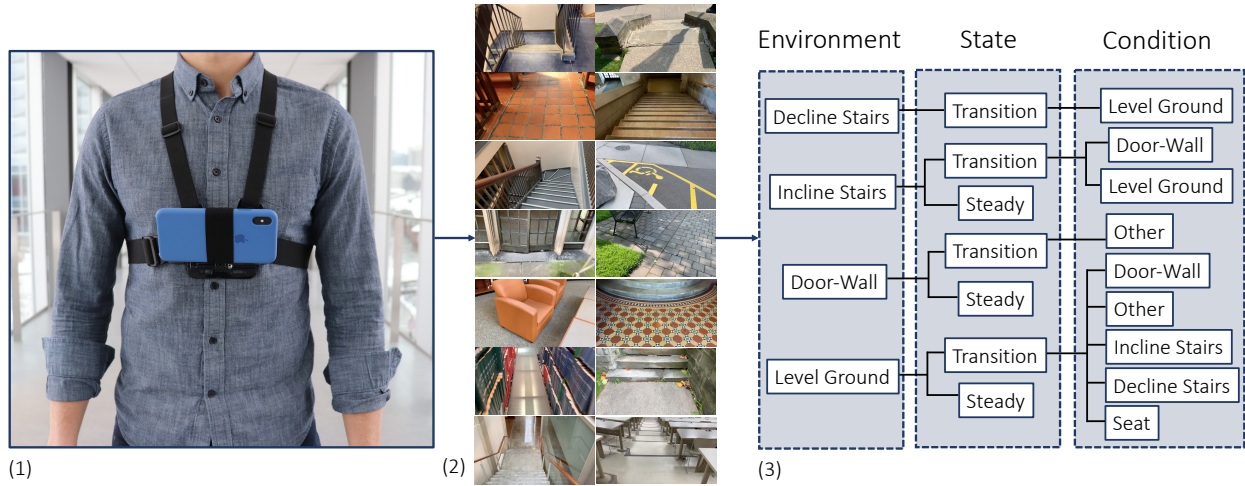 Environment
State
Condition
Decline Stairs
Transition
Level Ground
Incline Stairs
Transition
Door-Wall
Level Ground
Steady
Door-Wall
Transition
Other
Steady
Level Ground
Transition
Door-Wall
Other
Incline Stairs
Decline Stairs
Seat
Steady
(1)
(2)
(3)